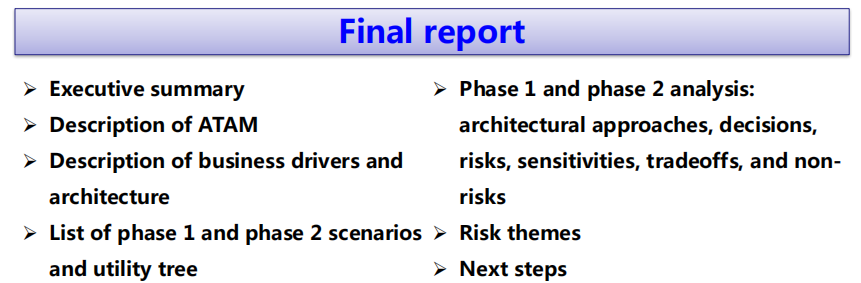 Final report
Executive summary
Description of ATAM
Description of business drivers and
architecture
List of phase 1 and phase 2 scenarios
and utility tree
Phase 1 and phase 2 analysis:
architectural approaches, decisions,
risks, sensitivities, tradeoffs, and non-
risks
Risk themes
Next steps